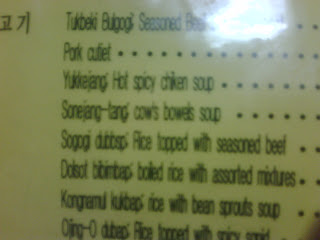 고기
Tukbeki Bulgogi; Seasoned Beef
Pork cutlet
Yukkejang; Hot spicy chiken soup
Sonejang-tang; cow's bowels soup
Sogogi dubbsp; Rice topped with seasoned beef
Dolsot bibimbap; boiled rice with assorted mixtures
Kongnamul kukbap; rice with bean sprouts soup
Ojing-O dubap; Rice topped with spicy